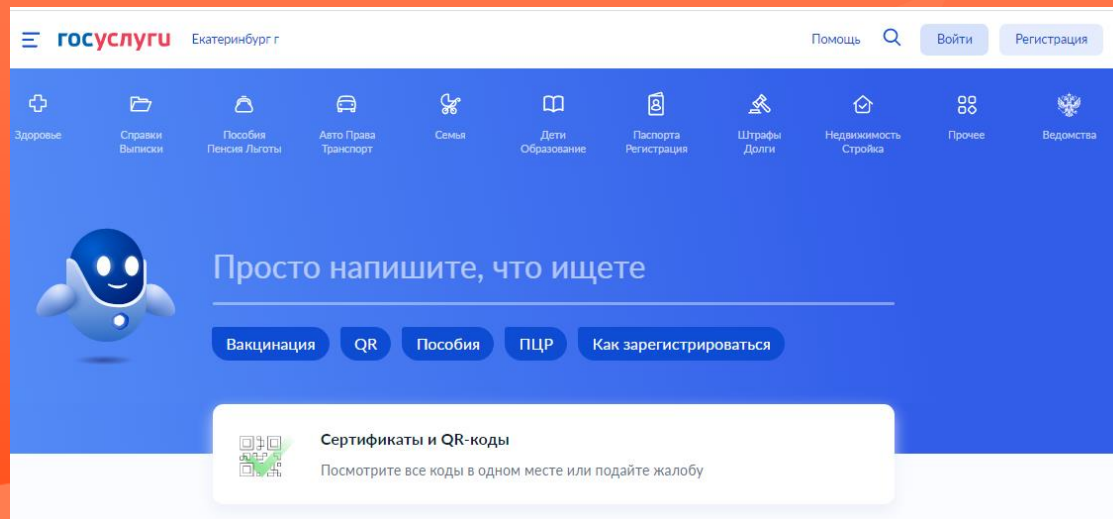 госуслуги Екатеринбург г Помощь Войти Регистрация
Здоровье
Справки
Выписки
Пособия
Пенсия Льготы
Авто Права
Транспорт
Семья
Дети
Образование
Паспорта
Регистрация
Штрафы
Долги
Недвижимость
Стройка
Прочее
Ведомства
Просто напишите, что ищете
Вакцинация QR Пособия ПЦР Как зарегистрироваться
Сертификаты и QR-коды
Посмотрите все коды в одном месте или подайте жалобу